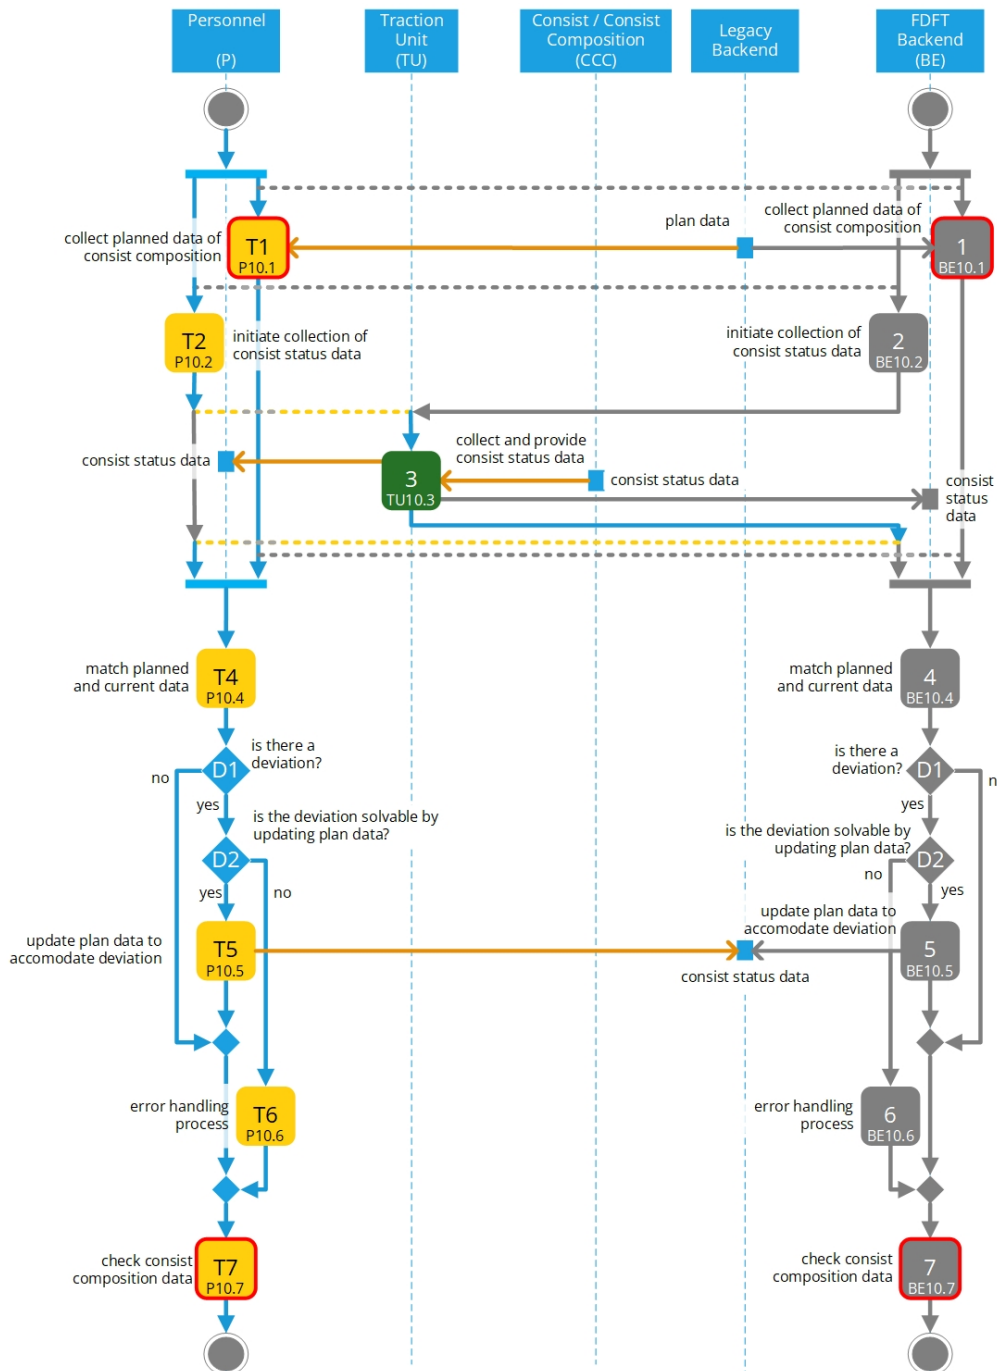 Personnel
(P)
Traction
Unit
(TU)
Consist / Consist
Composition
(CCC)
Legacy
Backend
FDFT
Backend
(BE)
collect planned data of
consist composition
T1
P10.1
plan data
collect planned data of
consist composition
1
BE10.1
T2
P10.2
initiate collection of
consist status data
initiate collection of
consist status data
2
BE10.2
consist status data
collect and provide
consist status data
3
TU10.3
consist status data
consist
status
data
match planned
and current data
T4
P10.4
match planned
and current data
4
BE10.4
is there a
deviation?
D1
no
yes
is there a
deviation?
D1
n
yes
is the deviation solvable by
updating plan data?
D2
yes
no
is the deviation solvable by
updating plan data?
D2
no
yes
update plan data to
accomodate deviation
T5
P10.5
update plan data to
accomodate deviation
5
BE10.5
consist status data
error handling
process
T6
P10.6
error handling
process
6
BE10.6
check consist
composition data
T7
P10.7
check consist
composition data
7
BE10.7